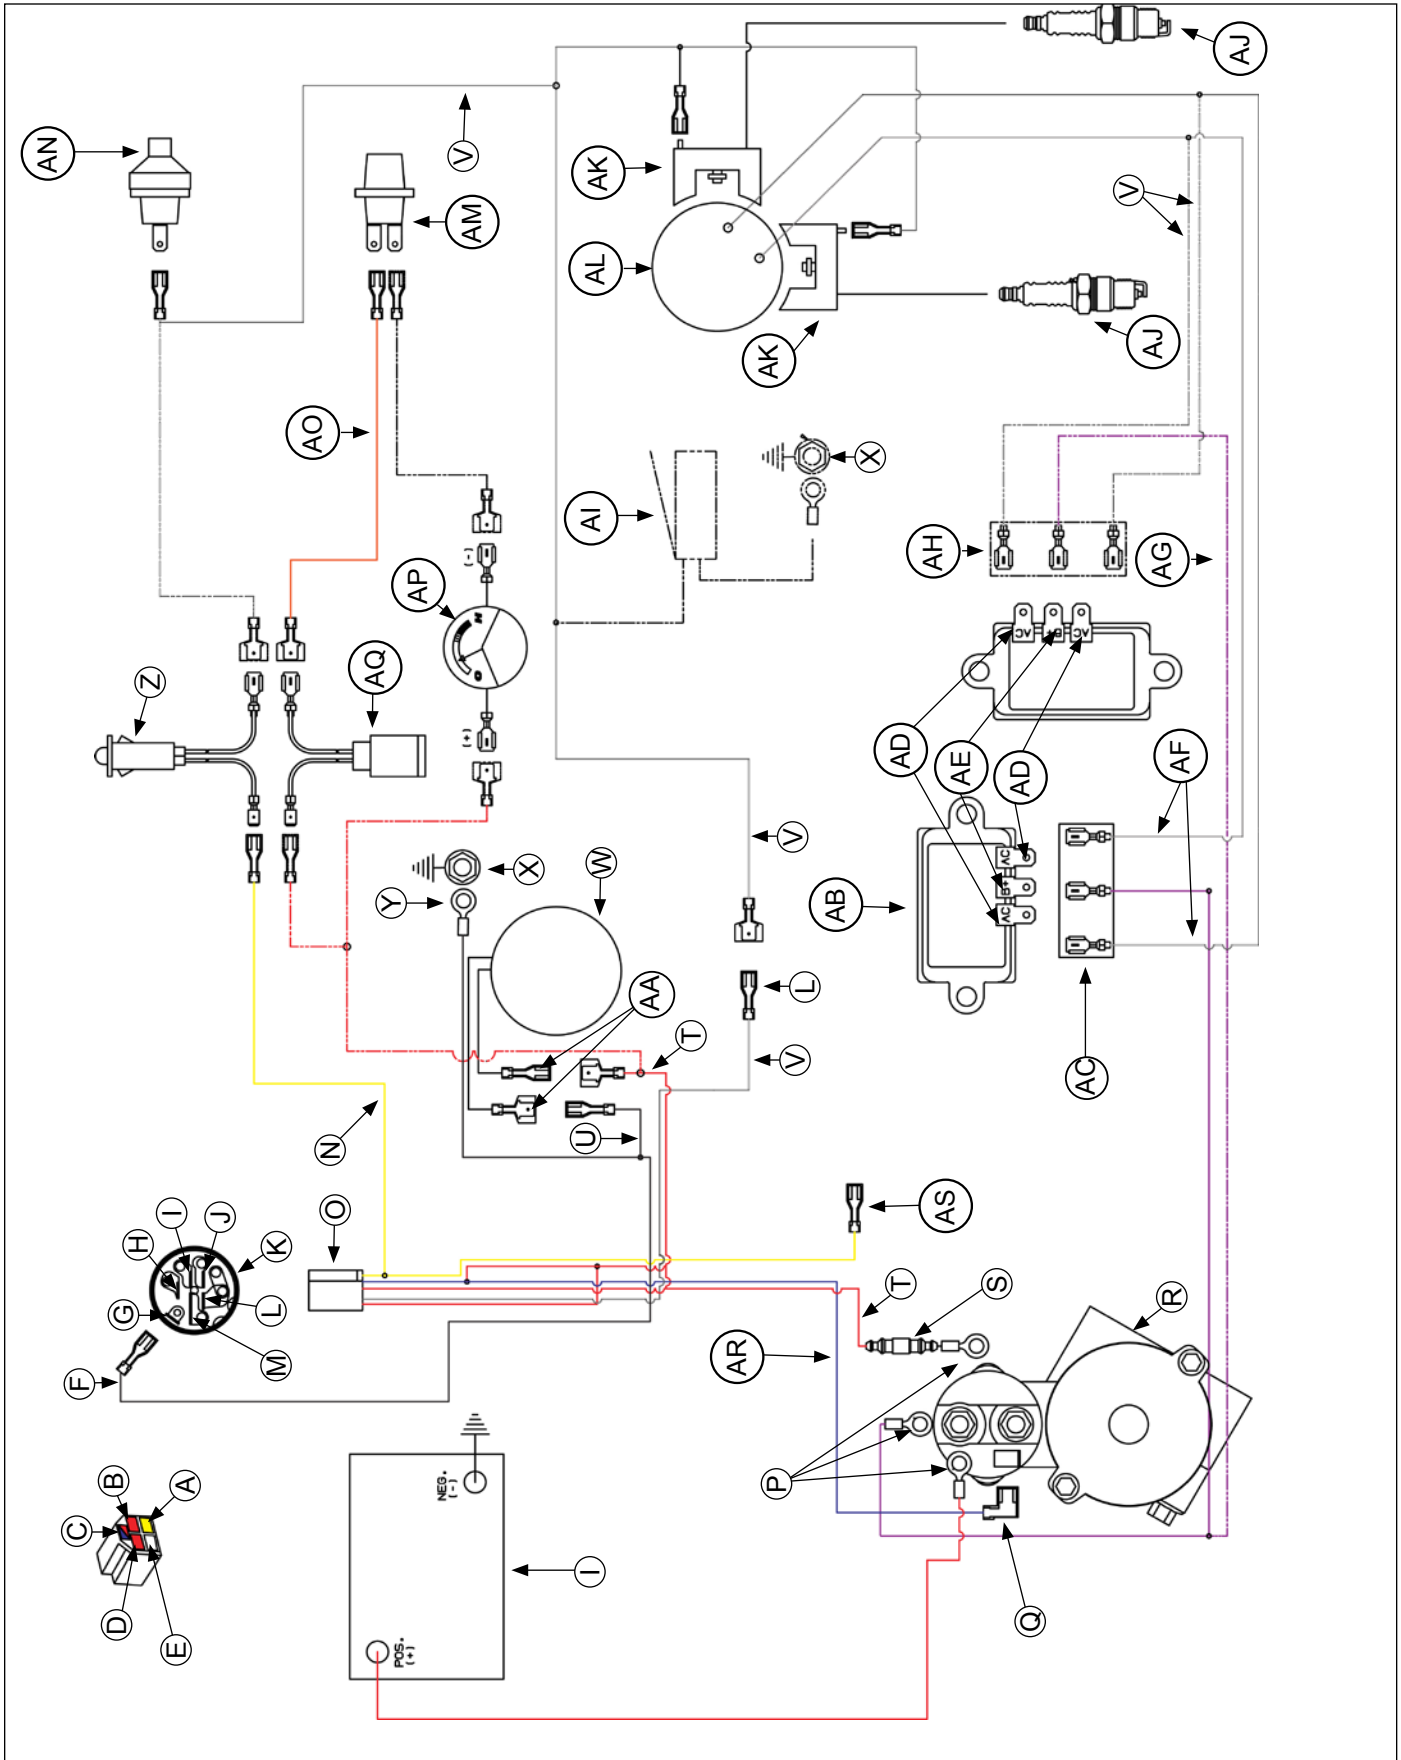 AJ
AN
V
AK
AM
V
AL
AJ
AK
AO
X
AI
AH
AG
(-)
AP
H
C
AC
B+
AC
Z
AQ
(+)
AD
AE
AD
AF
V
X
W
Y
AC
B+
AC
AB
L
AA
T
V
AC
U
N
AS
I
O
J
H
K
G
L
M
T
S
R
AR
F
P
NEG.
(-)
B
A
C
I
Q
D
E
POS.
(+)